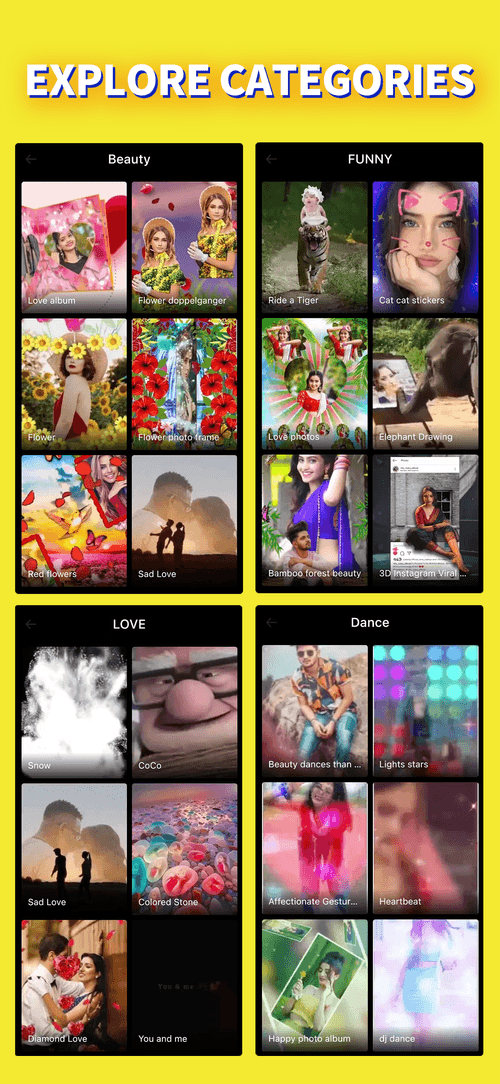 EXPLORE CATEGORIES
Beauty
Love album
Flower doppelganger
Flower
Flower photo frame
Red flowers
Sad Love
FUNNY
Ride a Tiger
Cat cat stickers
Love photos
Elephant Drawing
Bamboo forest beauty
3D Instagram Viral ...
LOVE
Snow
CoCo
Sad Love
Colored Stone
Diamond Love
You & me
You and me
Dance
Beauty dances than ...
Lights stars
Affectionate Gestur...
Heartbeat
Happy photo album
dj dance